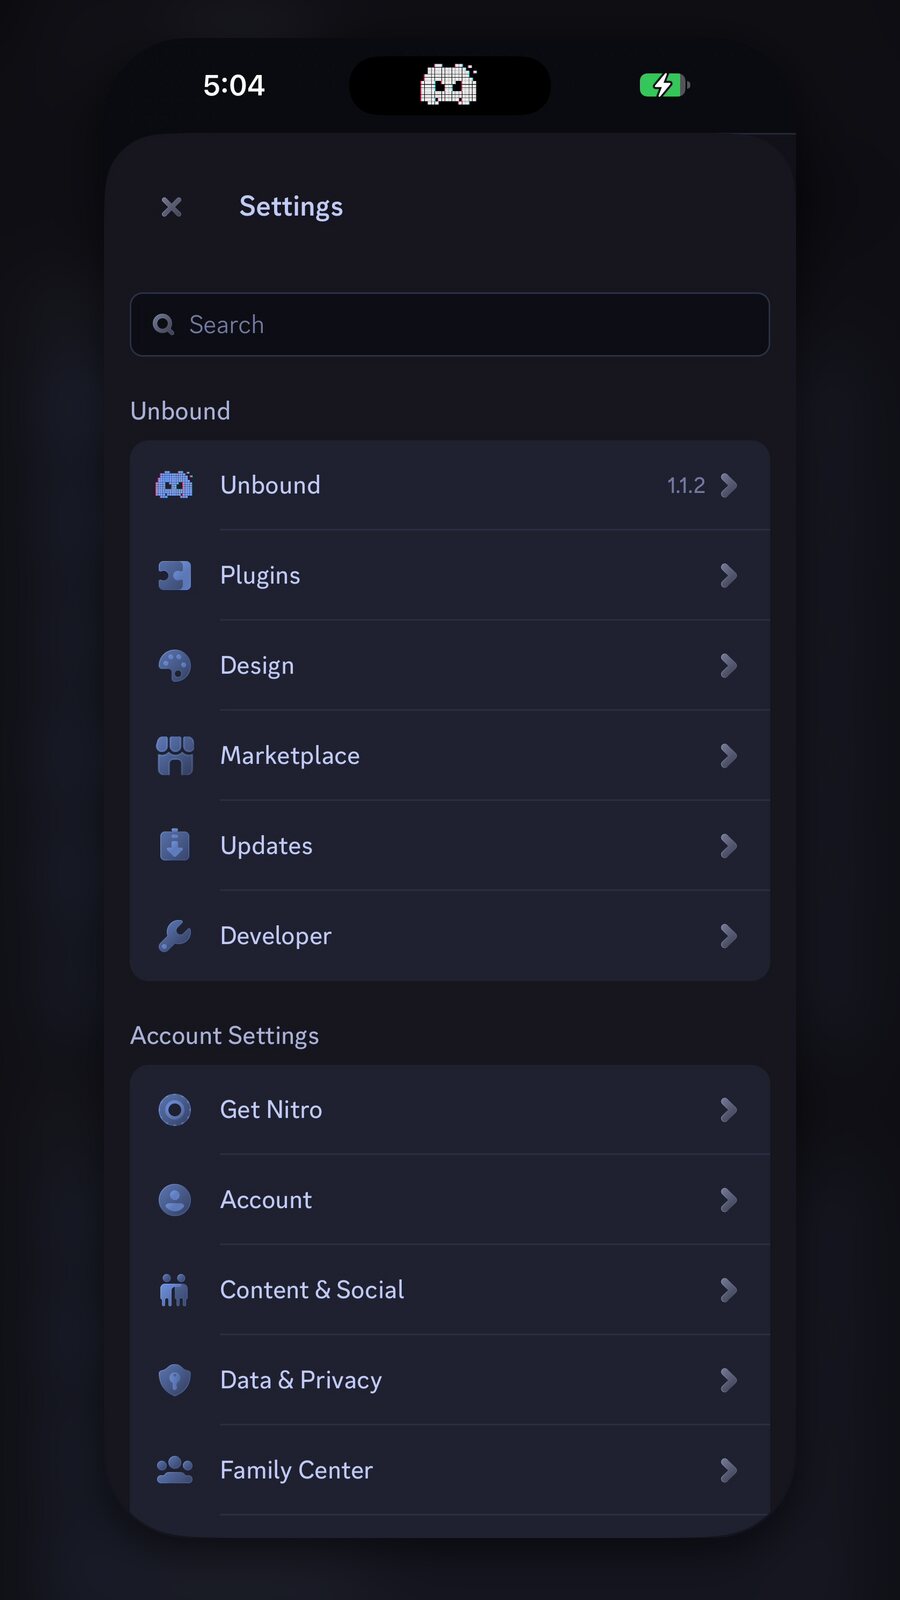 5:04
Settings
Search
Unbound
Unbound 1.1.2
Plugins
Design
Marketplace
Updates
Developer
Account Settings
Get Nitro
Account
Content & Social
Data & Privacy
Family Center